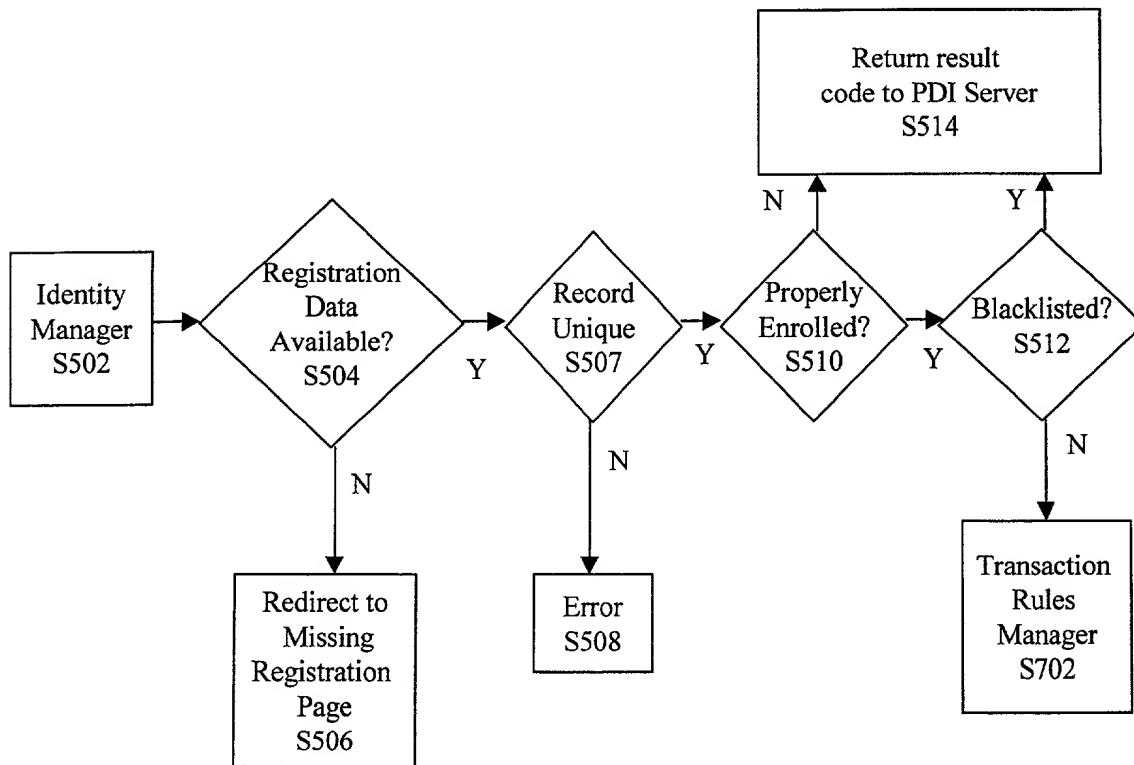 Return result
code to PDI Server
S514
N
Y
Identity
Manager
S502
Registration
Data
Available?
S504
Y
Record
Unique
S507
Y
Properly
Enrolled?
S510
Y
Blacklisted?
S512
N
N
N
Redirect to
Missing
Registration
Page
S506
Error
S508
Transaction
Rules
Manager
S702